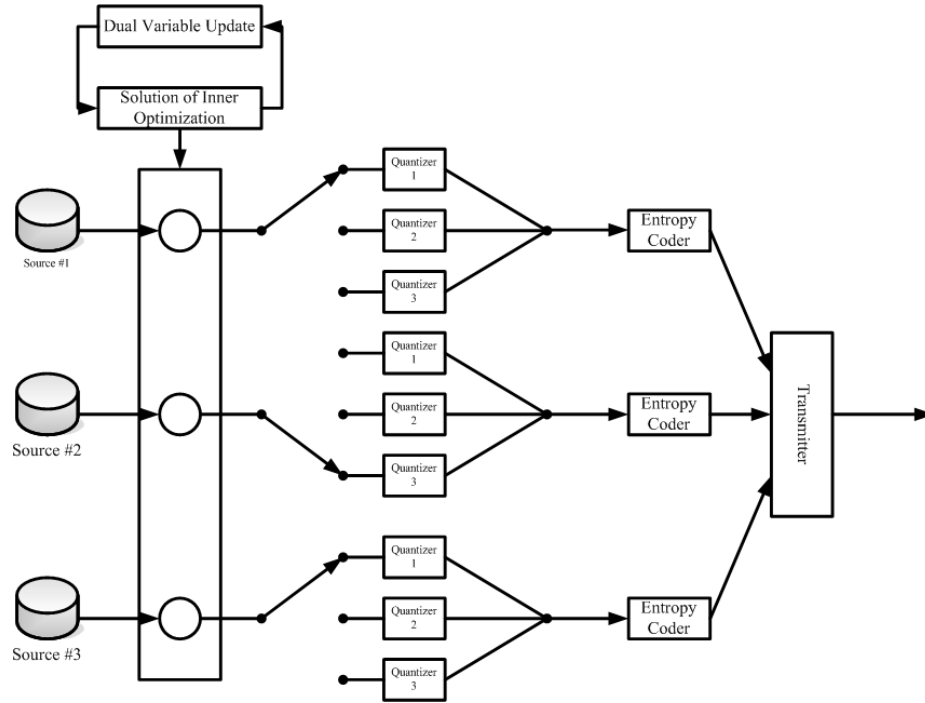 Dual Variable Update
Solution of Inner
Optimization
Quantizer
1
Source #1
Quantizer
2
Entropy
Coder
Quantizer
3
Quantizer
1
Source #2
Quantizer
2
Entropy
Coder
Transmitter
Quantizer
3
Quantizer
1
Source #3
Quantizer
2
Entropy
Coder
Quantizer
3